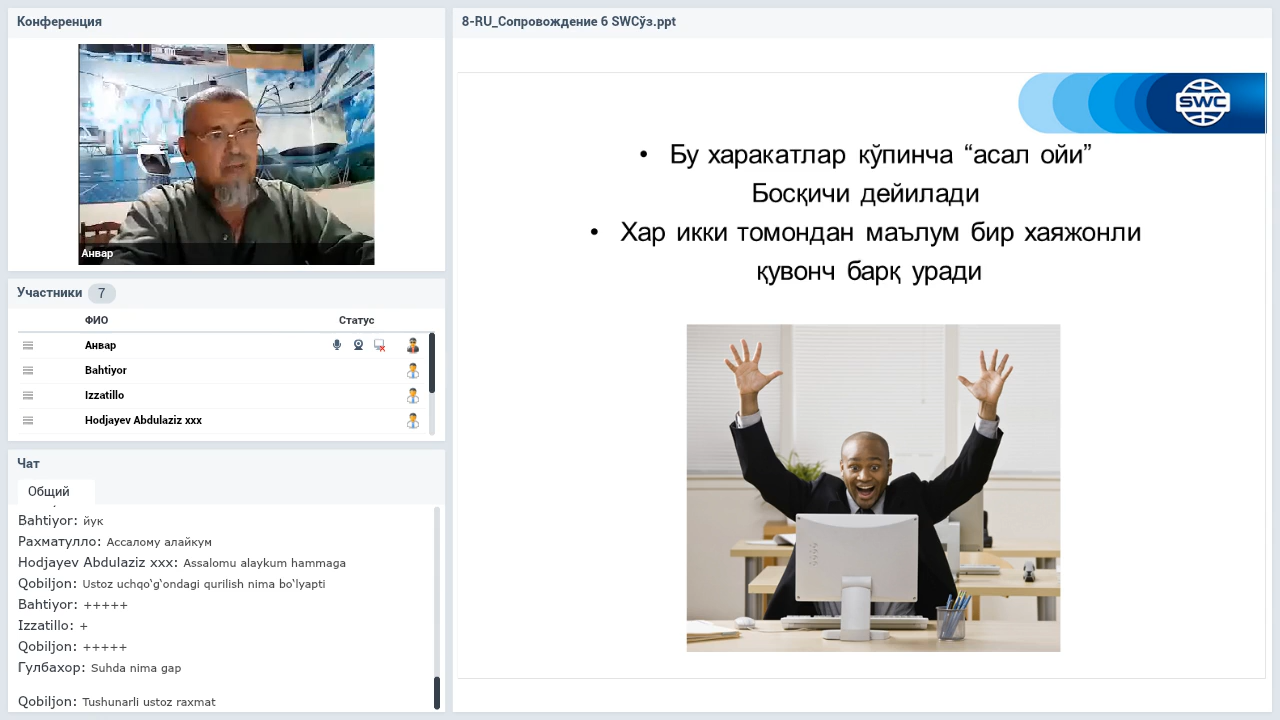 Конференция
Анвар
Участники 7
ФИО Статус
Анвар
Bahtiyor
Izzatillo
Hodjayev Abdulaziz xxx
Чат
Общий
Bahtiyor: йук
Рахматулло: Ассалому алайкум
Hodjayev Abdulaziz xxx: Assalomu alaykum hammaga
Qobiljon: Ustoz uchqo`g`ondagi qurilish nima bo`lyapti
Bahtiyor: +++++
Izzatillo: +
Qobiljon: +++++
Гулбахор: Suhda nima gap
Qobiljon: Tushunarli ustoz raxmat
8-RU_Сопровождение 6 SWCўз.ppt
SWC
• Бу харакатлар кўпинча “асал ойи”
Босқичи дейилади
• Хар икки томондан маълум бир хаяжонли
қувонч барқ уради